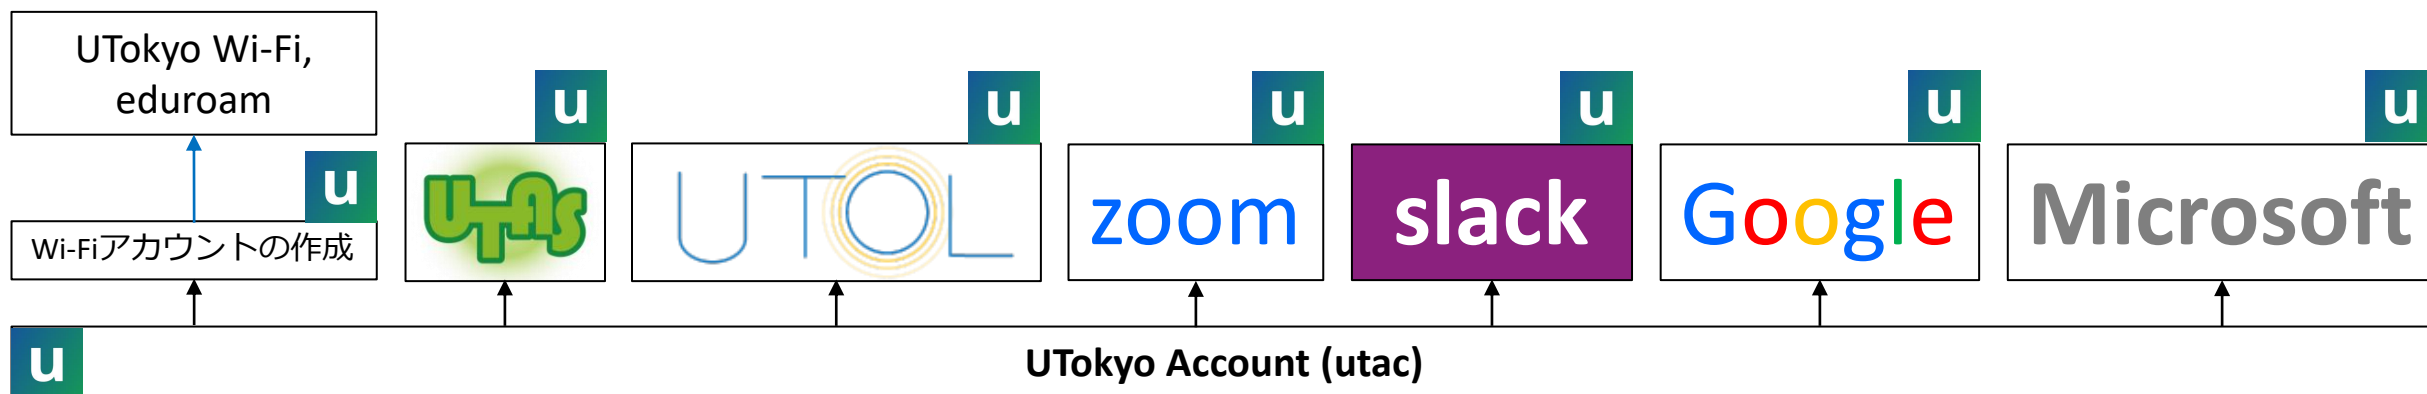 UTokyo Wi-Fi,
eduroam
u
Wi-Fiアカウントの作成
u
UTAS
u
UTOL
u
zoom
u
slack
u
Google
u
Microsoft
u
UTokyo Account (utac)